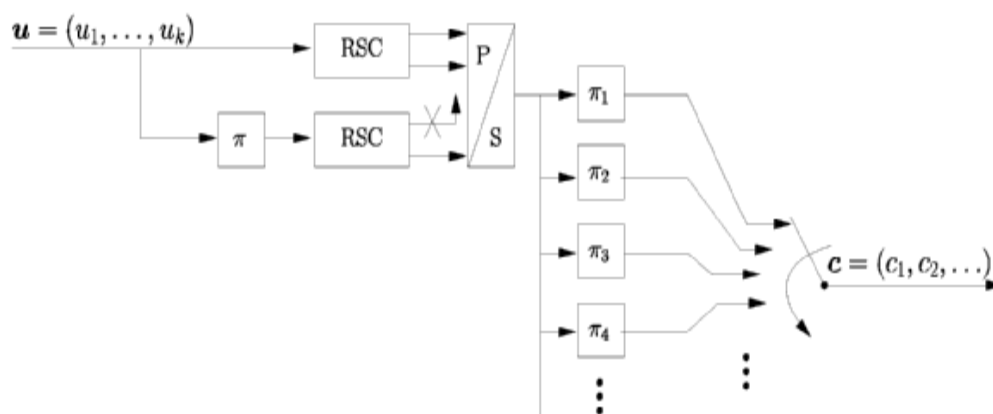 u = (u₁, . . . , uₖ)
RSC
P
S
π
RSC
π₁
π₂
π₃
π₄
c = (c₁, c₂, . . .)